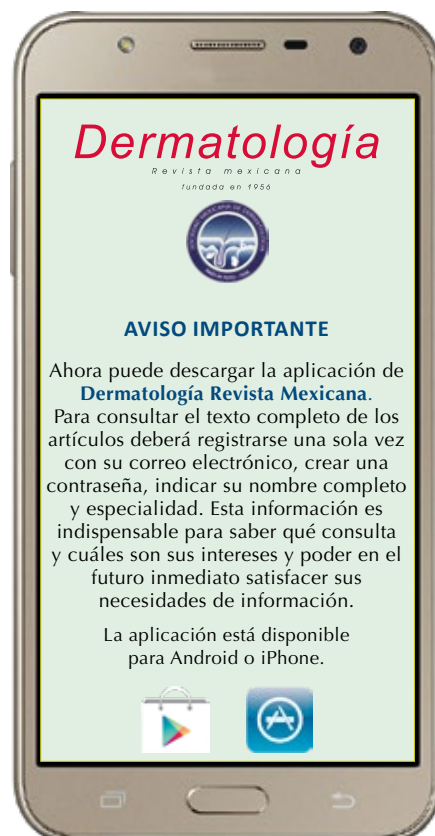 Dermatología
Revista mexicana
fundada en 1956
AVISO IMPORTANTE
Ahora puede descargar la aplicación de
Dermatología Revista Mexicana.
Para consultar el texto completo de los
artículos deberá registrarse una sola vez
con su correo electrónico, crear una
contraseña, indicar su nombre completo
y especialidad. Esta información es
indispensable para saber qué consulta
y cuáles son sus intereses y poder en el
futuro inmediato satisfacer sus
necesidades de información.
La aplicación está disponible
para Android o iPhone.